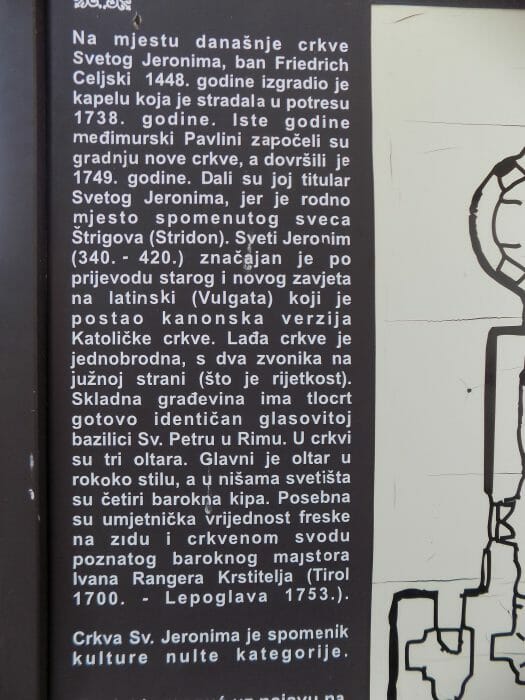 Na mjestu današnje crkve
Svetog Jeronima, ban Friedrich
Celjski 1448. godine izgradio je
kapelu koja je stradala u potresu
1738. godine. Iste godine
međimurski Pavlini započeli su
gradnju nove crkve, a dovršili je
1749. godine. Dali su joj titular
Svetog Jeronima, jer je rodno
mjesto spomenutog sveca
Štrigova (Stridon). Sveti Jeronim
(340. - 420.) značajan je po
prijevodu starog i novog zavjeta
na latinski (Vulgata) koji je
postao kanonska verzija
Katoličke crkve. Lađa crkve je
jednobrodna, s dva zvonika na
južnoj strani (što je rijetkost).
Skladna građevina ima tlocrt
gotovo identičan glasovitoj
bazilici Sv. Petru u Rimu. U crkvi
su tri oltara. Glavni je oltar u
rokoko stilu, a u nišama svetišta
su četiri barokna kipa. Posebna
su umjetnička vrijednost freske
na zidu i crkvenom svodu
poznatog baroknog majstora
Ivana Rangera Krstitelja (Tirol
1700. - Lepoglava 1753.).
Crkva Sv. Jeronima je spomenik
kulture nulte kategorije.